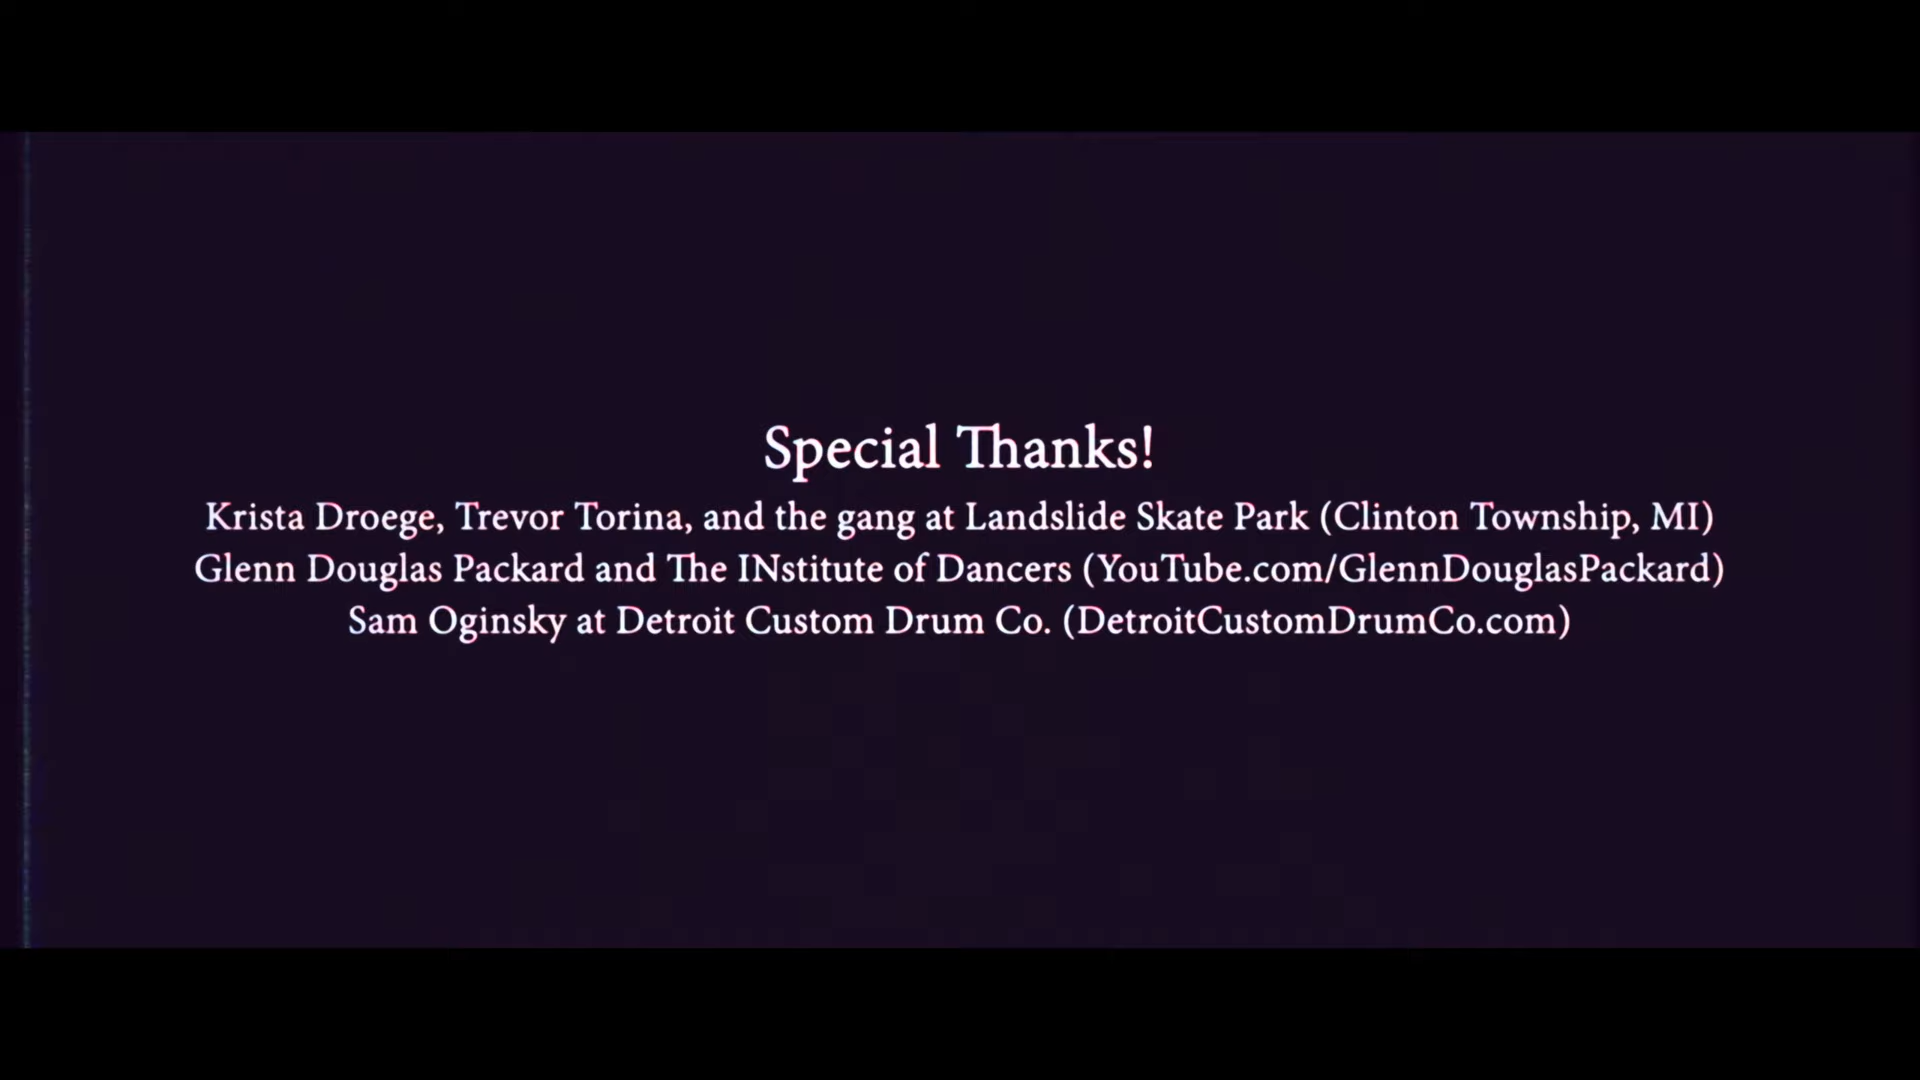 Special Thanks!
Krista Droege, Trevor Torina, and the gang at Landslide Skate Park (Clinton Township, MI)
Glenn Douglas Packard and The INstitute of Dancers (YouTube.com/GlennDouglasPackard)
Sam Oginsky at Detroit Custom Drum Co. (DetroitCustomDrumCo.com)